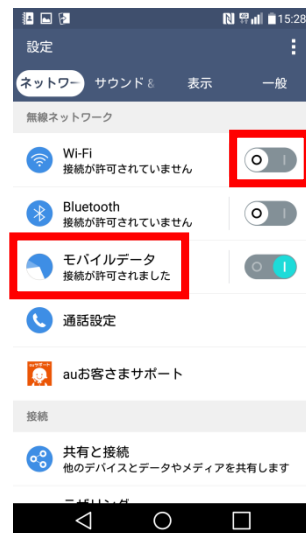 15:28
設定
ネットワー サウンド & 表示 一般
無線ネットワーク
Wi-Fi
接続が許可されていません
Bluetooth
接続が許可されていません
モバイルデータ
接続が許可されました
通話設定
auお客さまサポート
接続
共有と接続
他のデバイスとデータやメディアを共有します